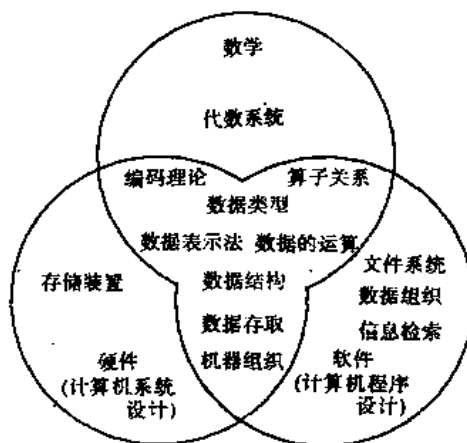 数学
代数系统
编码理论 算子关系
数据类型
数据表示法 数据的运算
存储装置 数据结构 文件系统
数据组织
数据存取 信息检索
硬件 机器组织 软件
(计算机系统 (计算机程序
设计) 设计)